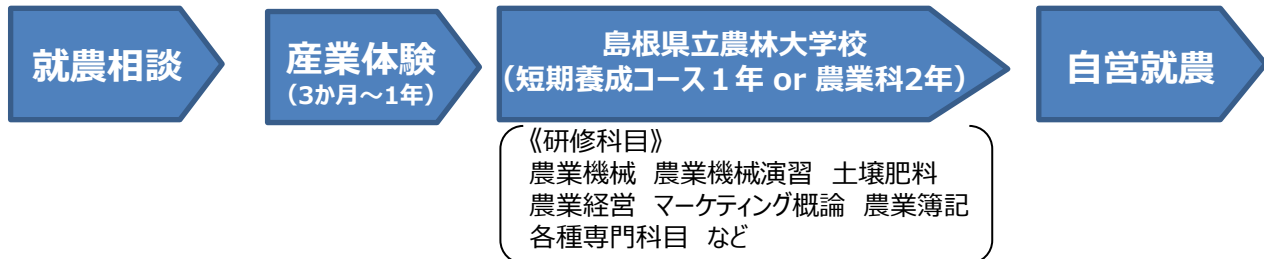 就農相談
産業体験
（3か月～1年）
島根県立農林大学校
（短期養成コース１年 or 農業科2年）
自営就農
《研修科目》
農業機械　農業機械演習　土壌肥料
農業経営　マーケティング概論　農業簿記
各種専門科目　など